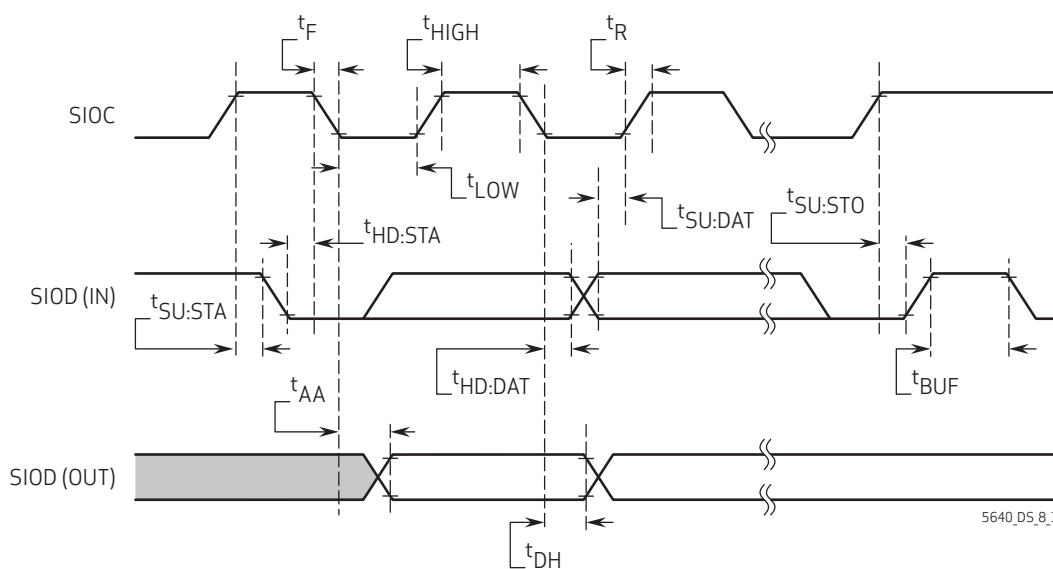 tF
tHIGH
tR
SIOC
tLOW
tSU:DAT
tSU:STO
tHD:STA
SIOD (IN)
tSU:STA
tHD:DAT
tBUF
tAA
SIOD (OUT)
tDH